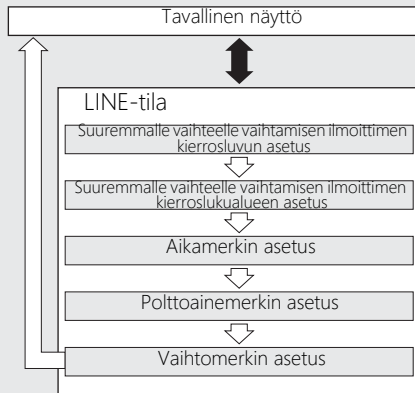 Tavallinen näyttö
LINE-tila
Suuremmalle vaihteelle vaihtamisen ilmoittimen
kierrosluvun asetus
Suuremmalle vaihteelle vaihtamisen ilmoittimen
kierroslukualueen asetus
Aikamerkin asetus
Polttoainemerkin asetus
Vaihtomerkin asetus